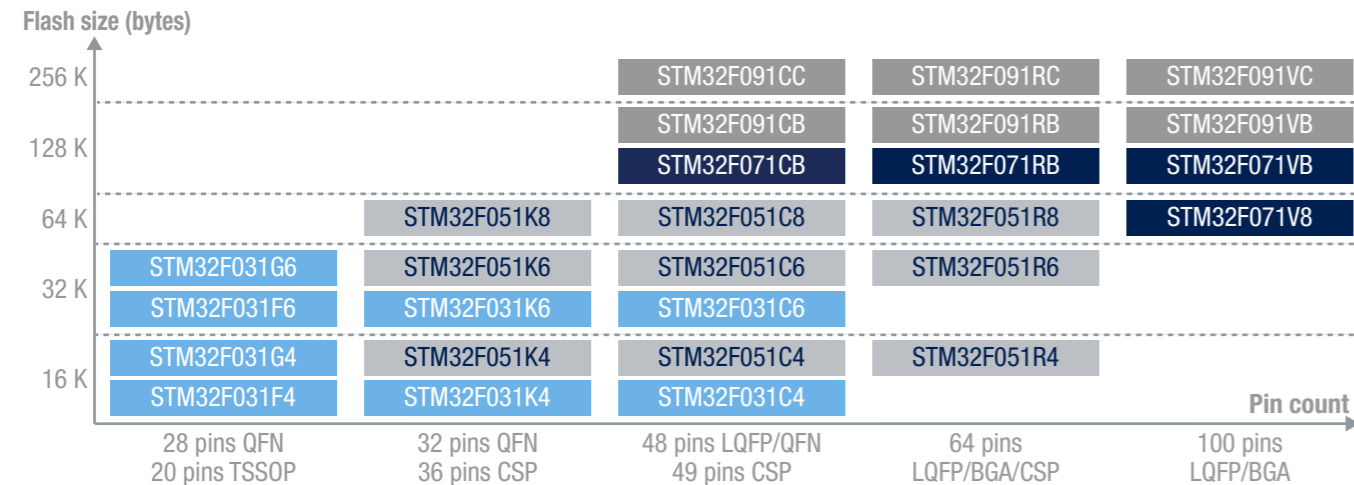 Flash size (bytes)
256 K
STM32F091CC STM32F091RC STM32F091VC
STM32F091CB STM32F091RB STM32F091VB
128 K
STM32F071CB STM32F071RB STM32F071VB
64 K
STM32F051K8 STM32F051C8 STM32F051R8 STM32F071V8
STM32F031G6 STM32F051K6 STM32F051C6 STM32F051R6
32 K
STM32F031F6 STM32F031K6 STM32F031C6
STM32F031G4 STM32F051K4 STM32F051C4 STM32F051R4
16 K
STM32F031F4 STM32F031K4 STM32F031C4
Pin count
28 pins QFN 32 pins QFN 48 pins LQFP/QFN 64 pins 100 pins
20 pins TSSOP 36 pins CSP 49 pins CSP LQFP/BGA/CSP LQFP/BGA